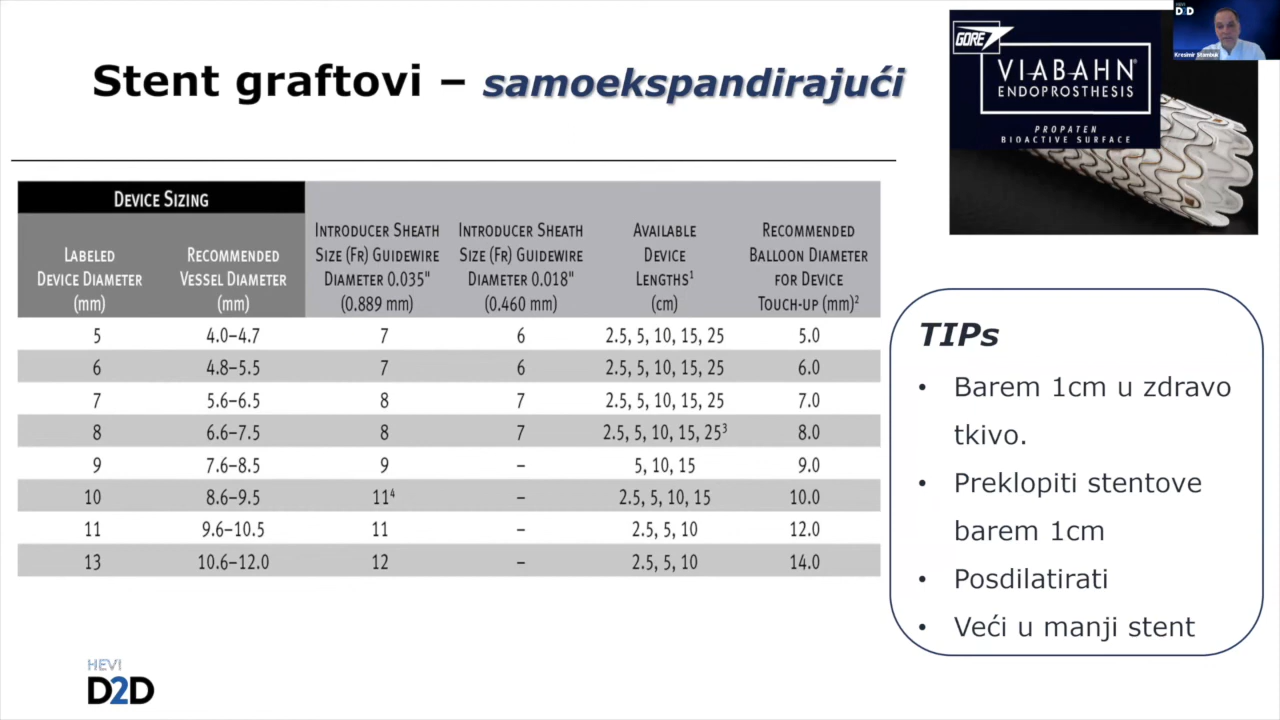 Stent graftovi – samoekspandirajući
GORE
VIABAHN®
ENDOPROSTHESIS
PROPATEN
BIOACTIVE SURFACE
HEVI
D2D
Kresimir Stambuk
DEVICE SIZING
LABELED DEVICE DIAMETER (mm)
RECOMMENDED VESSEL DIAMETER (mm)
INTRODUCER SHEATH SIZE (FR) GUIDEWIRE DIAMETER 0.035" (0.889 mm)
INTRODUCER SHEATH SIZE (FR) GUIDEWIRE DIAMETER 0.018" (0.460 mm)
AVAILABLE DEVICE LENGTHS¹ (cm)
RECOMMENDED BALLOON DIAMETER FOR DEVICE TOUCH-UP (mm)²
5 4.0–4.7 7 6 2.5, 5, 10, 15, 25 5.0
6 4.8–5.5 7 6 2.5, 5, 10, 15, 25 6.0
7 5.6–6.5 8 7 2.5, 5, 10, 15, 25 7.0
8 6.6–7.5 8 7 2.5, 5, 10, 15, 25³ 8.0
9 7.6–8.5 9 – 5, 10, 15 9.0
10 8.6–9.5 11⁴ – 2.5, 5, 10, 15 10.0
11 9.6–10.5 11 – 2.5, 5, 10 12.0
13 10.6–12.0 12 – 2.5, 5, 10 14.0
TIPs
• Barem 1cm u zdravo
tkivo.
• Preklopiti stentove
barem 1cm
• Posdilatirati
• Veći u manji stent
HEVI
D2D